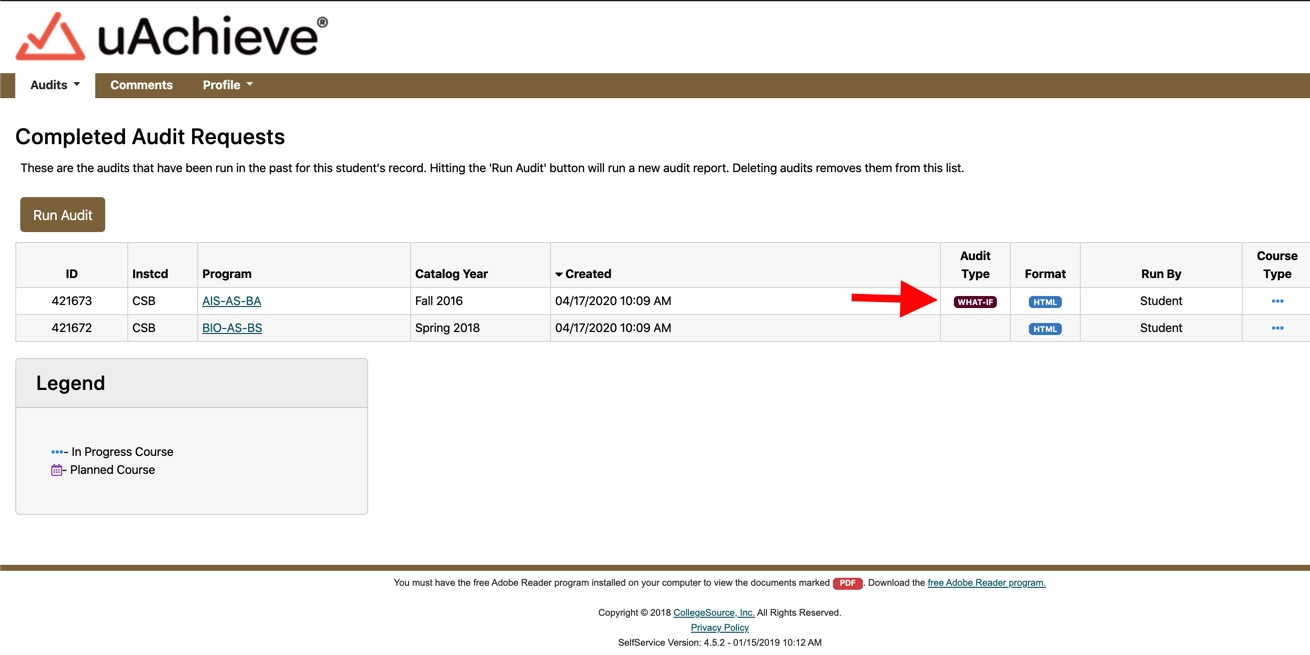 uAchieve®
Audits Comments Profile
Completed Audit Requests
These are the audits that have been run in the past for this student's record. Hitting the 'Run Audit' button will run a new audit report. Deleting audits removes them from this list.
Run Audit
ID Instcd Program Catalog Year Created Audit Type Format Run By Course Type
421673 CSB AIS-AS-BA Fall 2016 04/17/2020 10:09 AM WHAT-IF HTML Student
421672 CSB BIO-AS-BS Spring 2018 04/17/2020 10:09 AM HTML Student
Legend
- In Progress Course
- Planned Course
You must have the free Adobe Reader program installed on your computer to view the documents marked PDF. Download the free Adobe Reader program.
Copyright © 2018 CollegeSource, Inc. All Rights Reserved.
Privacy Policy
SelfService Version: 4.5.2 - 01/15/2019 10:12 AM